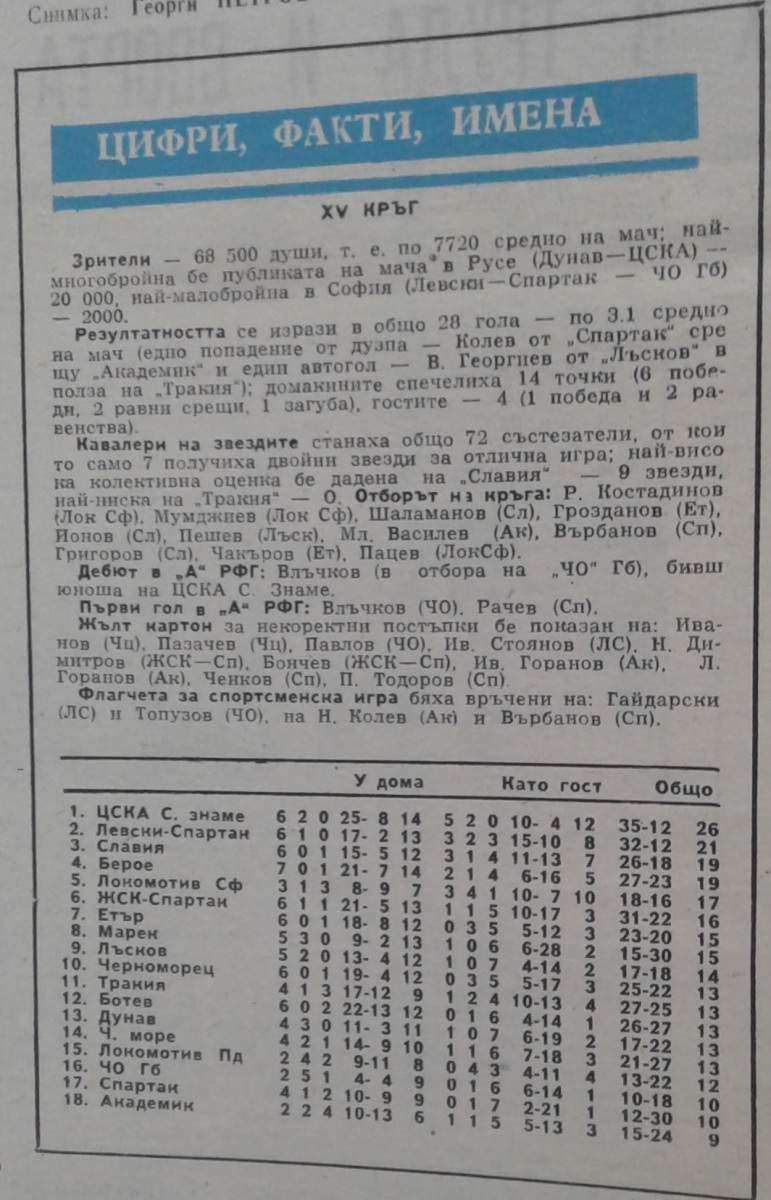 Снимка: Георги
ЦИФРИ, ФАКТИ, ИМЕНА
XV КРЪГ
Зрители — 68 500 души, т. е. по 7720 средно на мач; най-
многобройна бе публиката на мача в Русе (Дунав—ЦСКА) —
20 000, най-малобройна в София (Левски—Спартак — ЧО Гб)
— 2000.
Резултатността се изрази в общо 28 гола — по 3,1 средно
на мач (едно попадение от дузпа — Колев от „Спартак" сре
щу „Академик" и един автогол — В. Георгиев от „Лъсков" в
полза на „Тракия"); домакините спечелиха 14 точки (6 побе-
ди, 2 равни срещи, 1 загуба), гостите — 4 (1 победа и 2 ра-
венства).
Кавалери на звездите станаха общо 72 състезатели, от кои
то само 7 получиха двойни звезди за отлична игра; най-висо
ка колективна оценка бе дадена на „Славия" — 9 звезди,
най-ниска на „Тракия" — О. Отборът на кръга: Р. Костадинов
(Лок Сф), Мумджиев (Лок Сф), Шаламанов (Сл), Грозданов (Ет),
Йонов (Сл), Пешев (Лъск), Мл. Василев (Ак), Върбанов (Сп),
Григоров (Сл), Чакъров (Ет), Пацев (ЛокСф).
Дебют в „А" РФГ: Влъчков (в отбора на „ЧО" Гб), бивш
юноша на ЦСКА С. Знаме.
Първи гол в „А" РФГ: Влъчков (ЧО), Рачев (Сп).
Жълт картон за некоректни постъпки бе показан на: Ива-
нов (Чц), Пазачев (Чц), Павлов (ЧО), Ив. Стоянов (ЛС), Н. Ди-
митров (ЖСК—Сп), Бончев (ЖСК—Сп), Ив. Горанов (Ак), Л.
Горанов (Ак), Ченков (Сп), П. Тодоров (Сп).
Флагчета за спортсменска игра бяха връчени на: Гайдарски
(ЛС) и Топузов (ЧО), на Н. Колев (Ак) и Върбанов (Сп).
У дома Като гост Общо
1. ЦСКА С. знаме 6 2 0 25- 8 14 5 2 0 10- 4 12 35-12 26
2. Левски-Спартак 6 1 0 17- 2 13 3 2 3 15-10 8 32-12 21
3. Славия 6 0 1 15- 5 12 3 1 4 11-13 7 26-18 19
4. Берое 7 0 1 21- 7 14 2 1 4 6-16 5 27-23 19
5. Локомотив Сф 3 1 3 8- 9 7 3 4 1 10- 7 10 18-16 17
6. ЖСК-Спартак 6 1 1 21- 5 13 1 1 5 10-17 3 31-22 16
7. Етър 6 0 1 18- 8 12 0 3 5 5-12 3 23-20 15
8. Марек 5 3 0 9- 2 13 1 0 6 6-28 2 15-30 15
9. Лъсков 5 2 0 13- 4 12 1 0 7 4-14 2 17-18 14
10. Черноморец 6 0 1 19- 4 12 0 3 5 5-17 3 25-22 13
11. Тракия 4 1 3 17-12 9 1 2 4 10-13 4 27-25 13
12. Ботев 6 0 2 22-13 12 0 1 6 4-14 1 26-27 13
13. Дунав 4 3 0 11- 3 11 1 0 7 6-19 2 17-22 13
14. Ч. море 4 2 1 14- 9 10 1 1 6 7-18 3 21-27 13
15. Локомотив Пд 2 4 2 9-11 8 0 4 3 4-11 4 13-22 12
16. ЧО Гб 2 5 1 4- 4 9 0 1 6 6-14 1 10-18 10
17. Спартак 4 1 2 10- 9 9 0 1 7 2-21 1 12-30 10
18. Академик 2 2 4 10-13 6 1 1 5 5-13 3 15-24 9